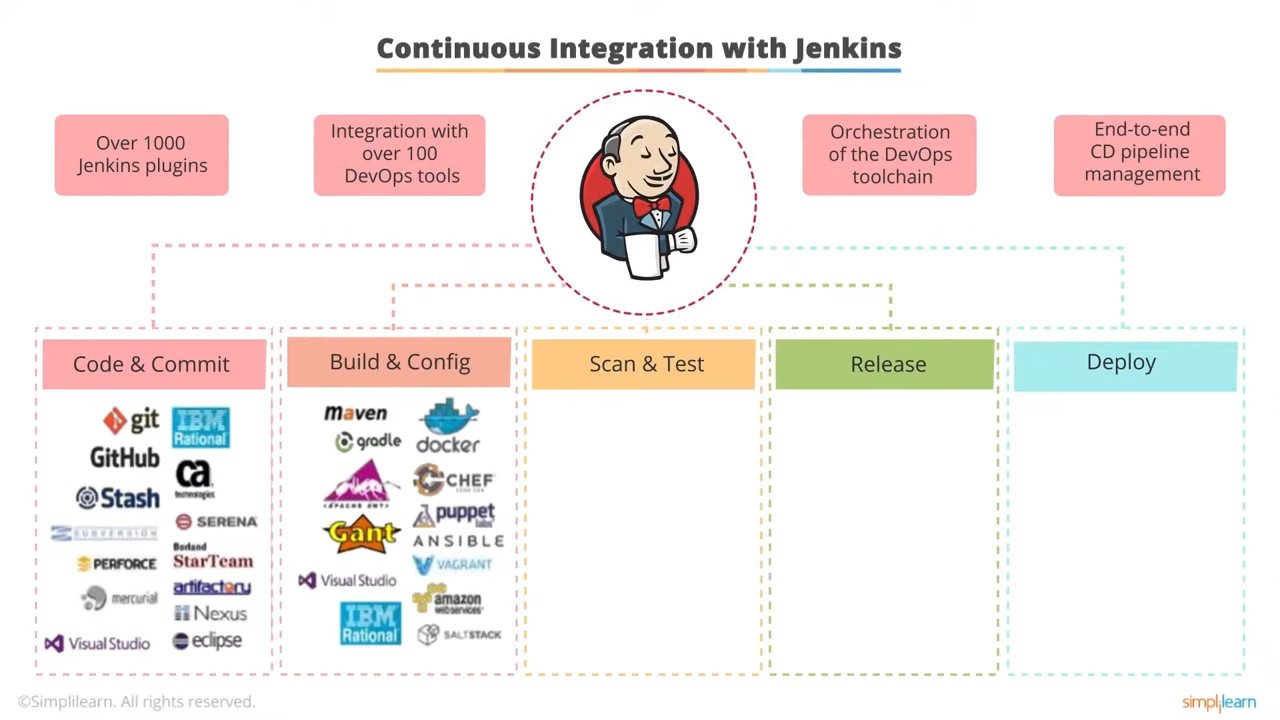 Continuous Integration with Jenkins
Over 1000
Jenkins plugins
Integration with
over 100
DevOps tools
Orchestration
of the DevOps
toolchain
End-to-end
CD pipeline
management
Code & Commit
git
IBM
Rational
GitHub
ca
technologies
Stash
SERENA
SUBVERSION
Borland
StarTeam
PERFORCE
artifactory
mercurial
Nexus
Visual Studio
eclipse
Build & Config
maven
docker
gradle
CHEF
APACHE ANT
puppet
labs
Gant
ANSIBLE
VAGRANT
Visual Studio
amazon
webservices
IBM
Rational
SALTSTACK
Scan & Test
Release
Deploy
©Simplilearn. All rights reserved.
simplilearn